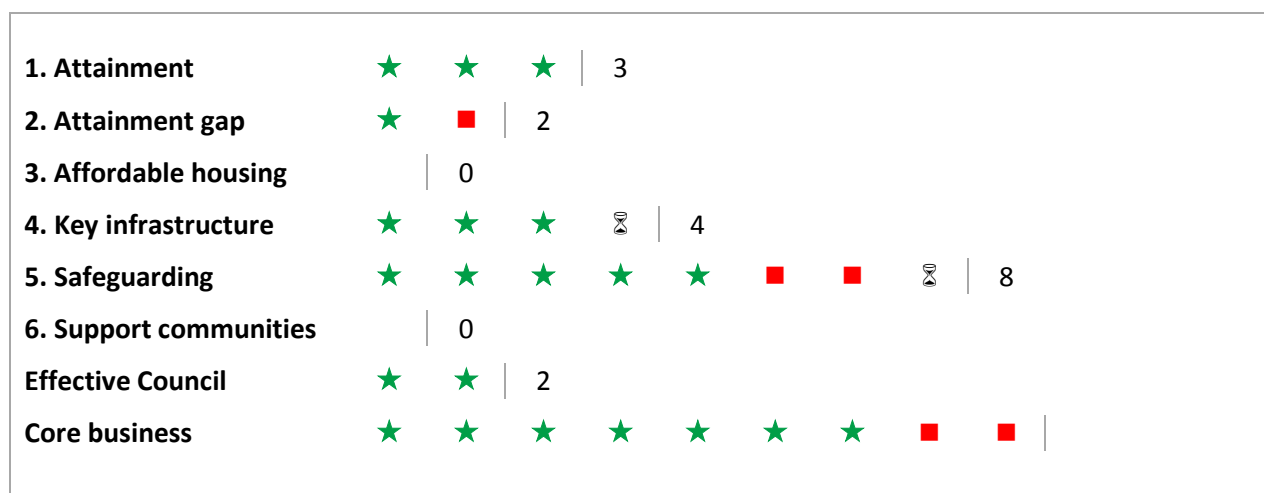 1. Attainment ★ ★ ★ 3
2. Attainment gap ★ ■ 2
3. Affordable housing 0
4. Key infrastructure ★ ★ ★ ⌛ 4
5. Safeguarding ★ ★ ★ ★ ★ ■ ■ ⌛ 8
6. Support communities 0
Effective Council ★ ★ 2
Core business ★ ★ ★ ★ ★ ★ ★ ■ ■